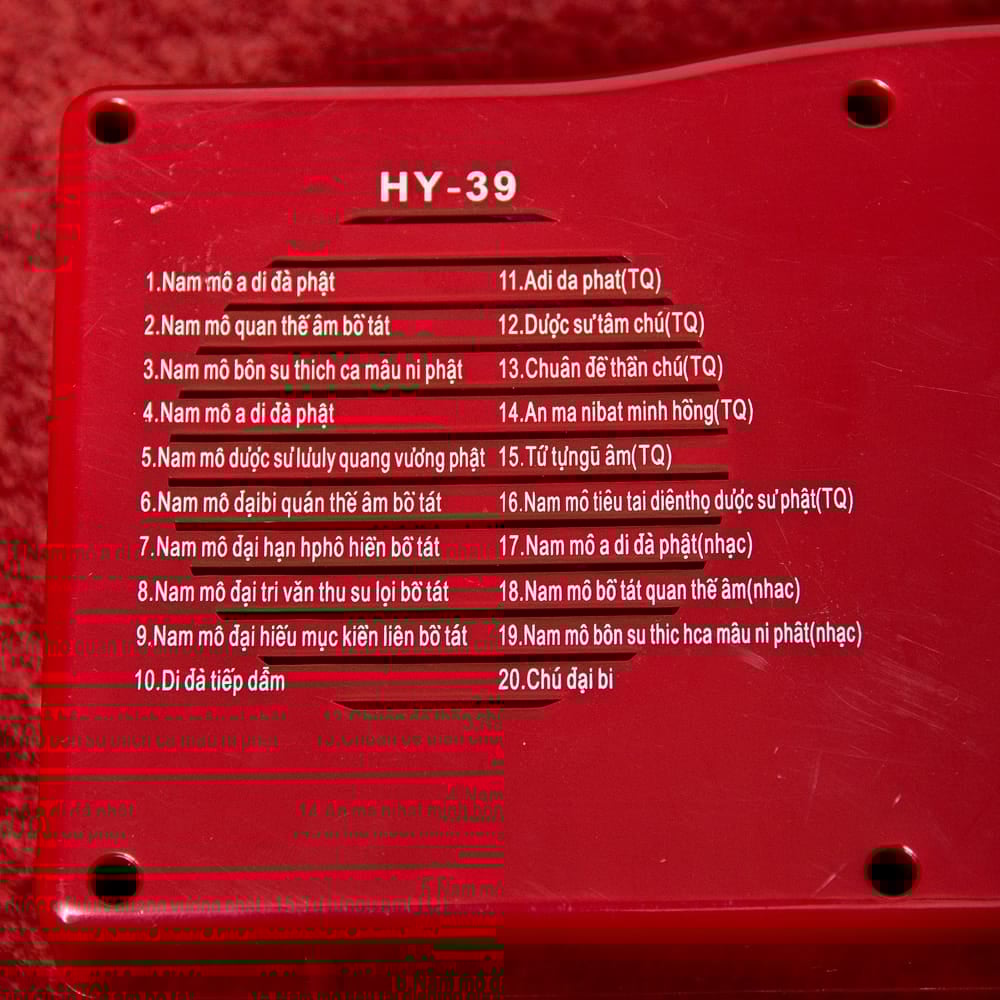 HY-39
1.Nam mô a di đà phật
2.Nam mô quan thế âm bồ tát
3.Nam mô bôn su thich ca mâu ni phật
4.Nam mô a di đà phật
5.Nam mô dược sư lưuly quang vương phật
6.Nam mô đạibi quán thế âm bồ tát
7.Nam mô đại hạn hphô hiền bồ tát
8.Nam mô đại tri văn thu su lọi bồ tát
9.Nam mô đại hiếu mục kiền liên bồ tát
10.Di đà tiếp dẫm
11.Adi da phat(TQ)
12.Dược sư tâm chú(TQ)
13.Chuân đề thần chú(TQ)
14.An ma nibat minh hồng(TQ)
15.Tứ tựngũ âm(TQ)
16.Nam mô tiêu tai diênthọ dược sư phật(TQ)
17.Nam mô a di đà phật(nhạc)
18.Nam mô bồ tát quan thế âm(nhac)
19.Nam mô bôn su thic hca mâu ni phât(nhạc)
20.Chú đại bi